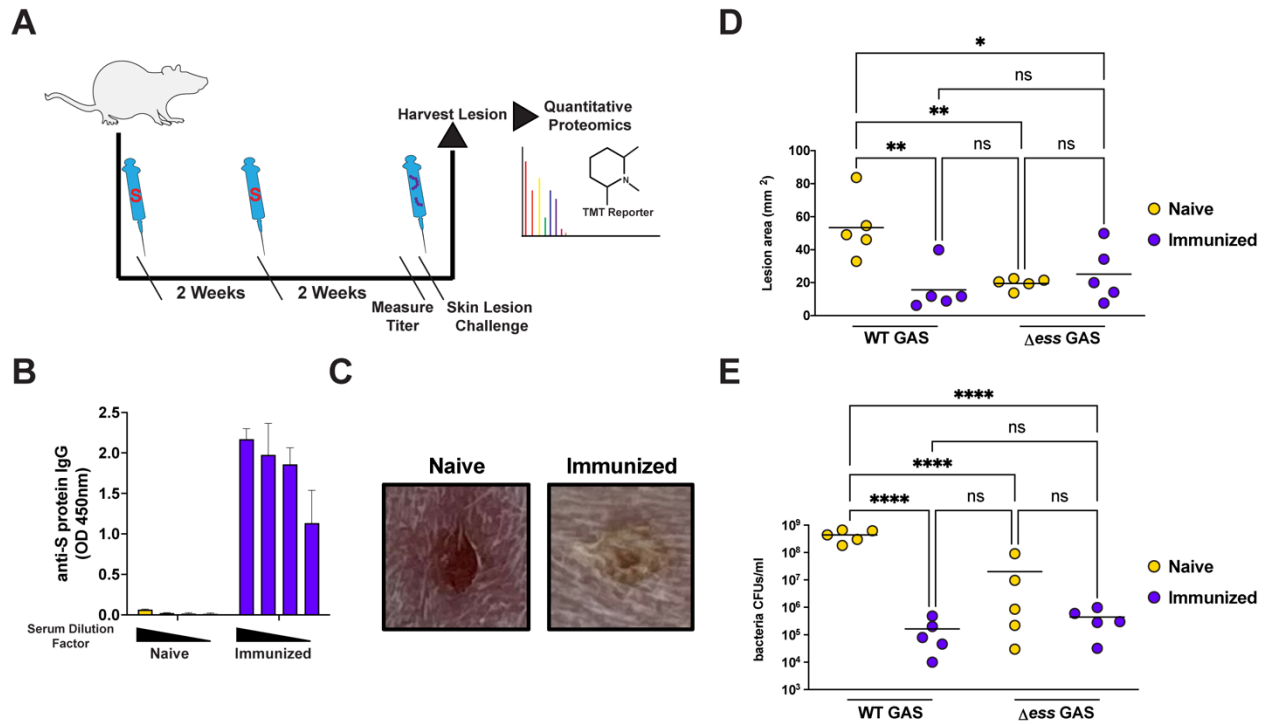 A
S
S
2 Weeks
2 Weeks
Measure
Titer
Skin Lesion
Challenge
Harvest Lesion
Quantitative
Proteomics
N
TMT Reporter
B
anti-S protein IgG
(OD 450nm)
2.5
2.0
1.5
1.0
0.5
0.0
Serum Dilution
Factor
Naive
Immunized
C
Naive
Immunized
D
*
ns
**
**
ns
ns
Lesion area (mm ²)
100
80
60
40
20
0
WT GAS
Δess GAS
Naive
Immunized
E
****
ns
****
****
ns
ns
bacteria CFUs/ml
10⁹
10⁸
10⁷
10⁶
10⁵
10⁴
10³
WT GAS
Δess GAS
Naive
Immunized